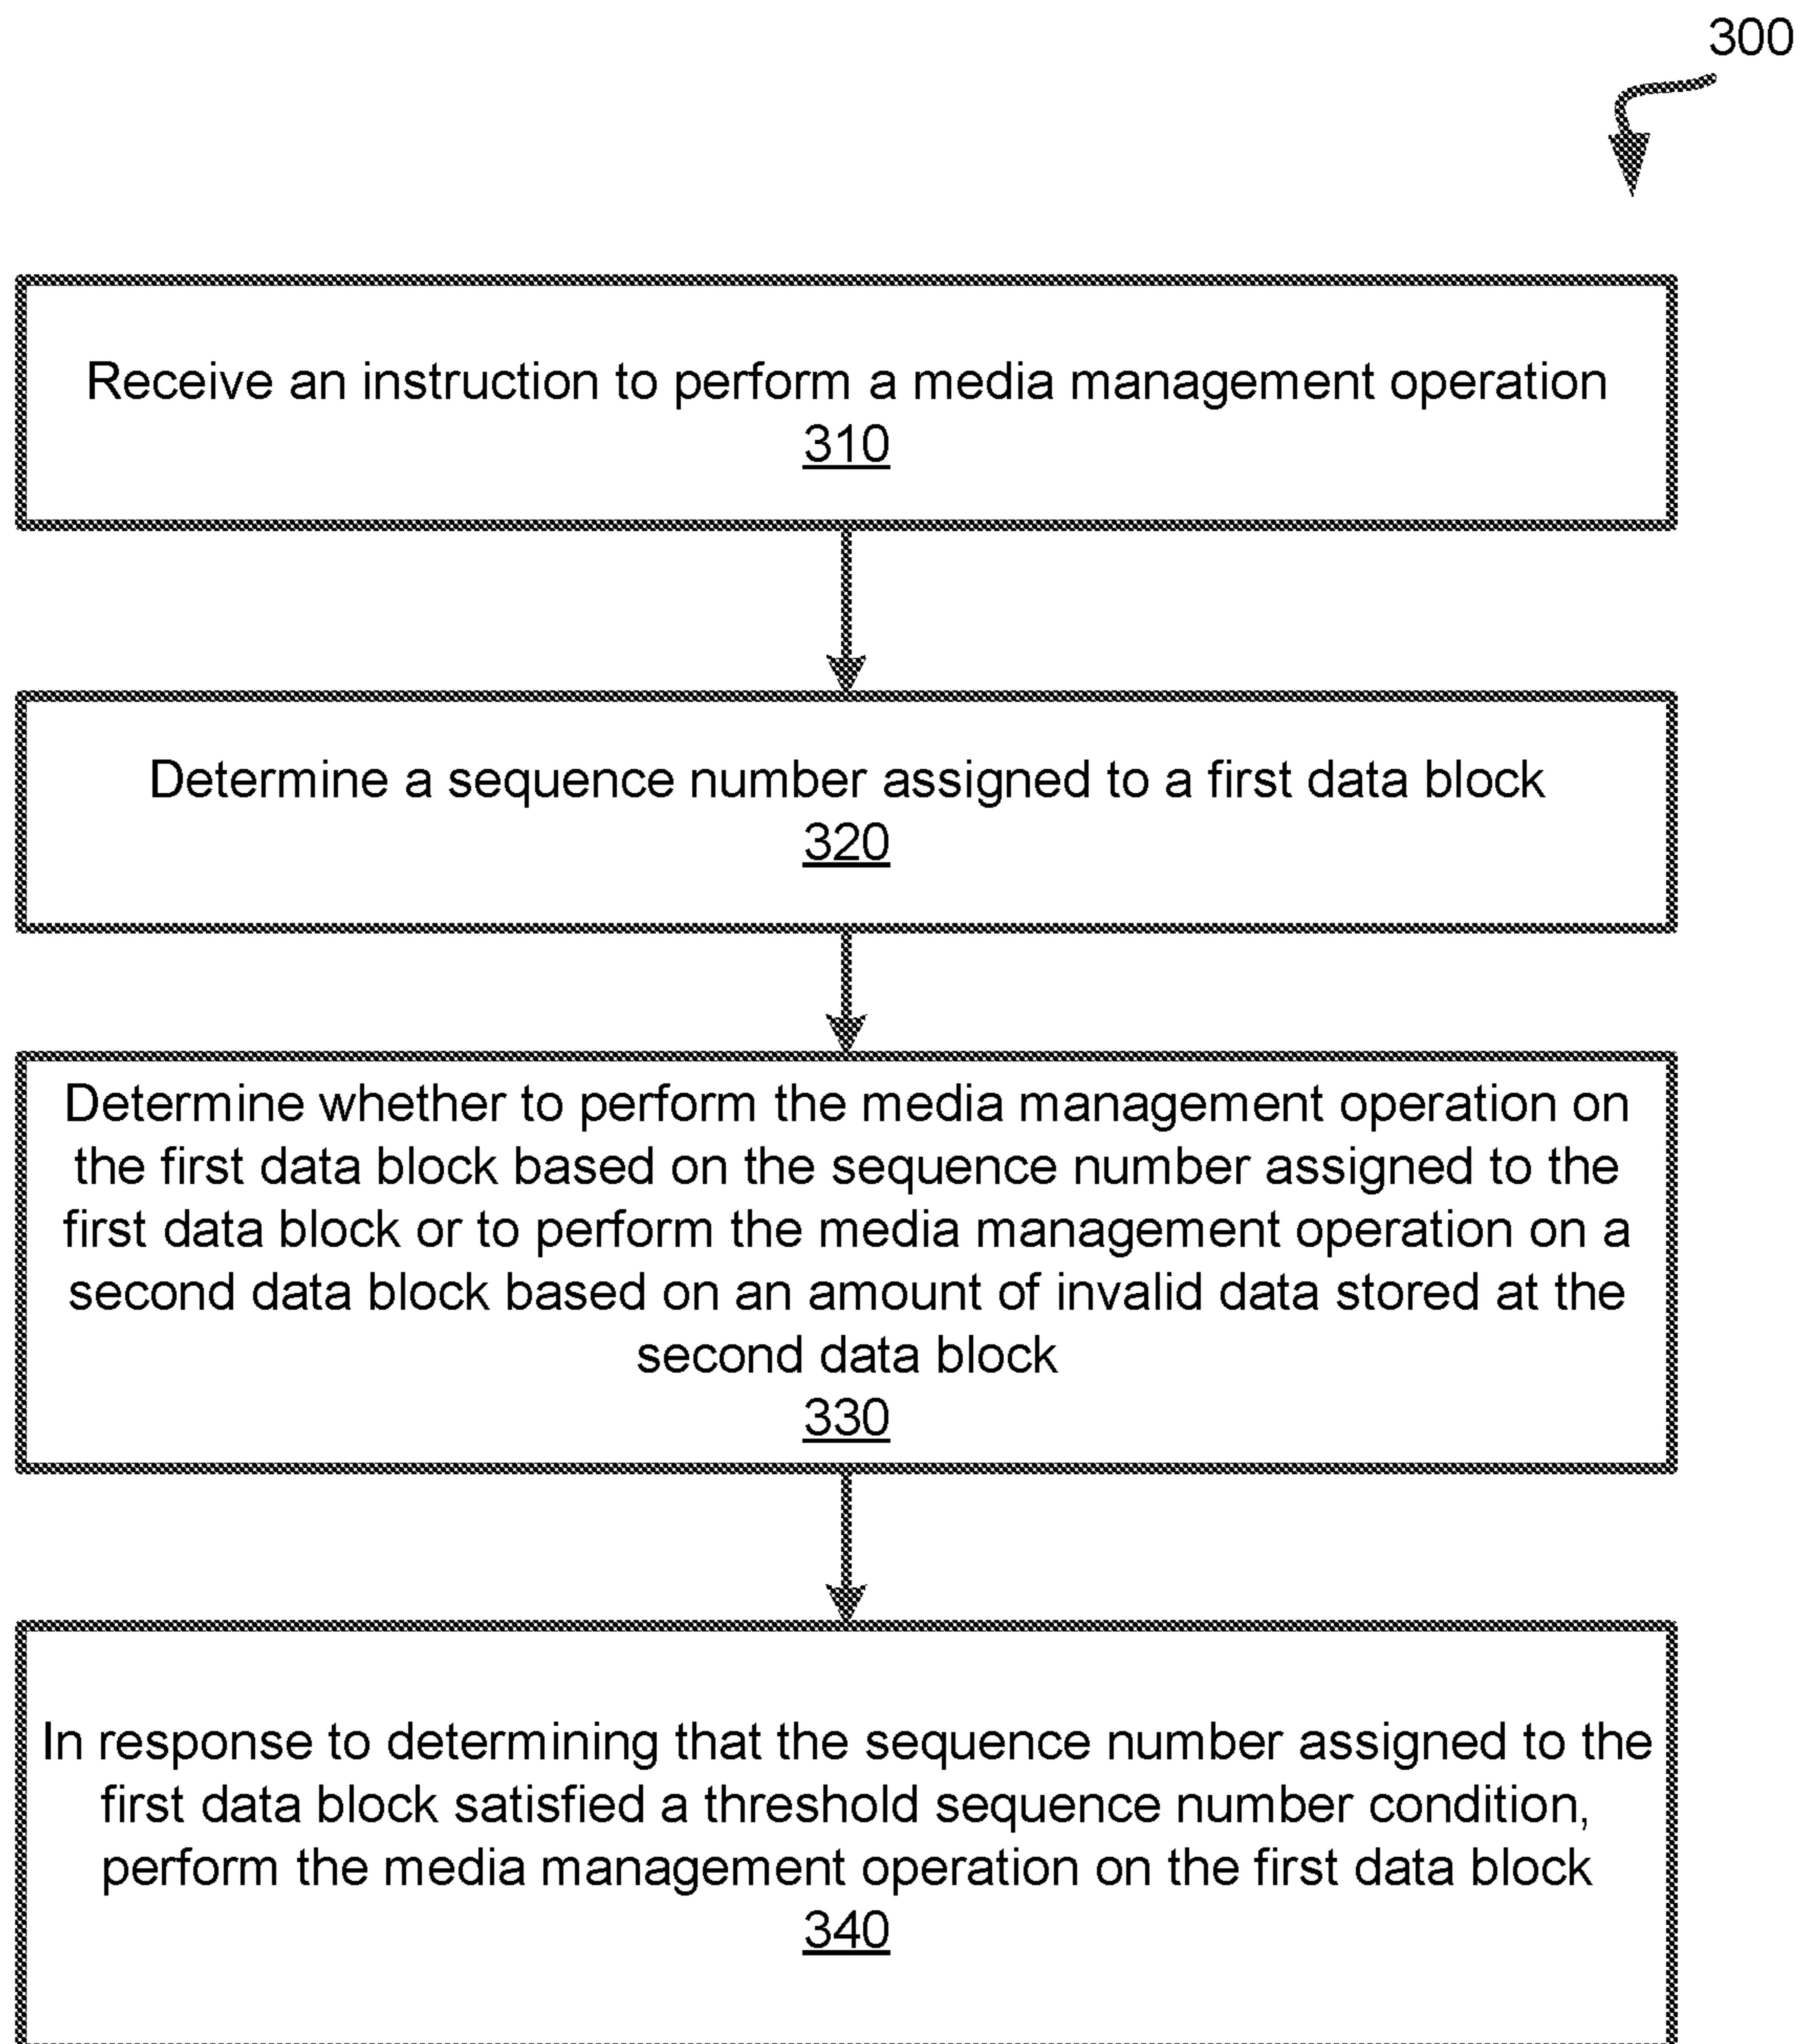 300
Receive an instruction to perform a media management operation
310
Determine a sequence number assigned to a first data block
320
Determine whether to perform the media management operation on
the first data block based on the sequence number assigned to the
first data block or to perform the media management operation on a
second data block based on an amount of invalid data stored at the
second data block
330
In response to determining that the sequence number assigned to the
first data block satisfied a threshold sequence number condition,
perform the media management operation on the first data block
340